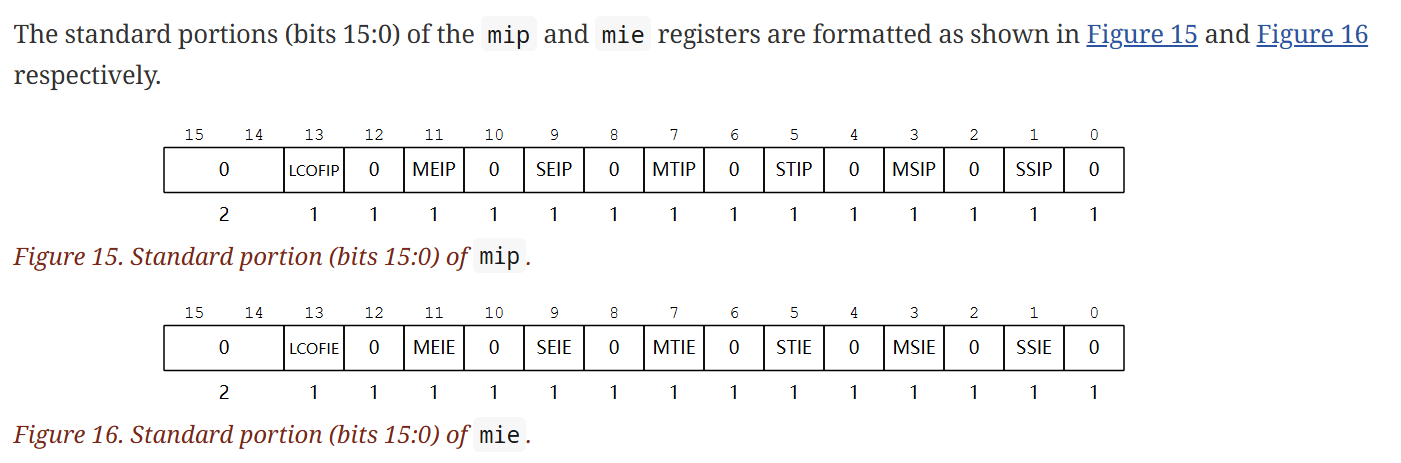 The standard portions (bits 15:0) of the mip and mie registers are formatted as shown in Figure 15 and Figure 16
respectively.
15 14 13 12 11 10 9 8 7 6 5 4 3 2 1 0
0 LCOFIP 0 MEIP 0 SEIP 0 MTIP 0 STIP 0 MSIP 0 SSIP 0
2 1 1 1 1 1 1 1 1 1 1 1 1 1 1
Figure 15. Standard portion (bits 15:0) of mip.
15 14 13 12 11 10 9 8 7 6 5 4 3 2 1 0
0 LCOFIE 0 MEIE 0 SEIE 0 MTIE 0 STIE 0 MSIE 0 SSIE 0
2 1 1 1 1 1 1 1 1 1 1 1 1 1 1
Figure 16. Standard portion (bits 15:0) of mie.